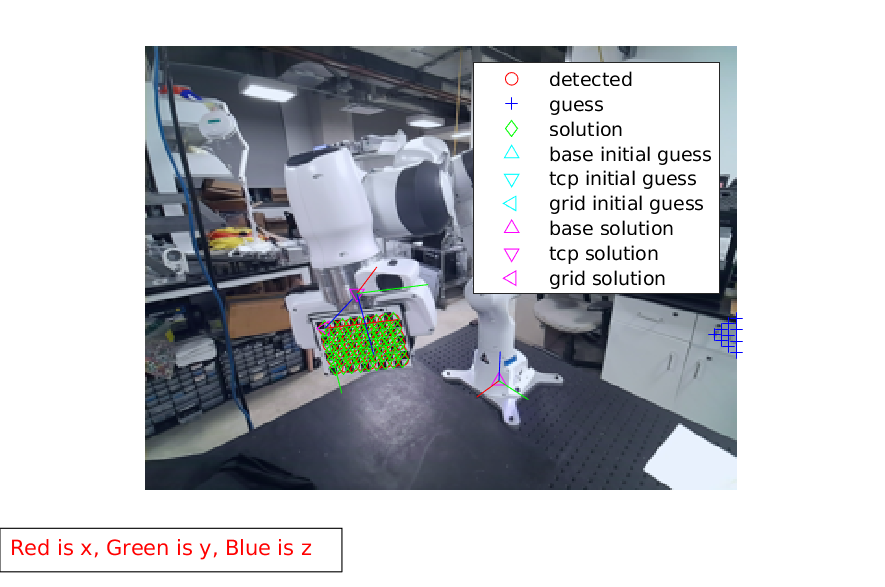 detected
guess
solution
base initial guess
tcp initial guess
grid initial guess
base solution
tcp solution
grid solution
Red is x, Green is y, Blue is z